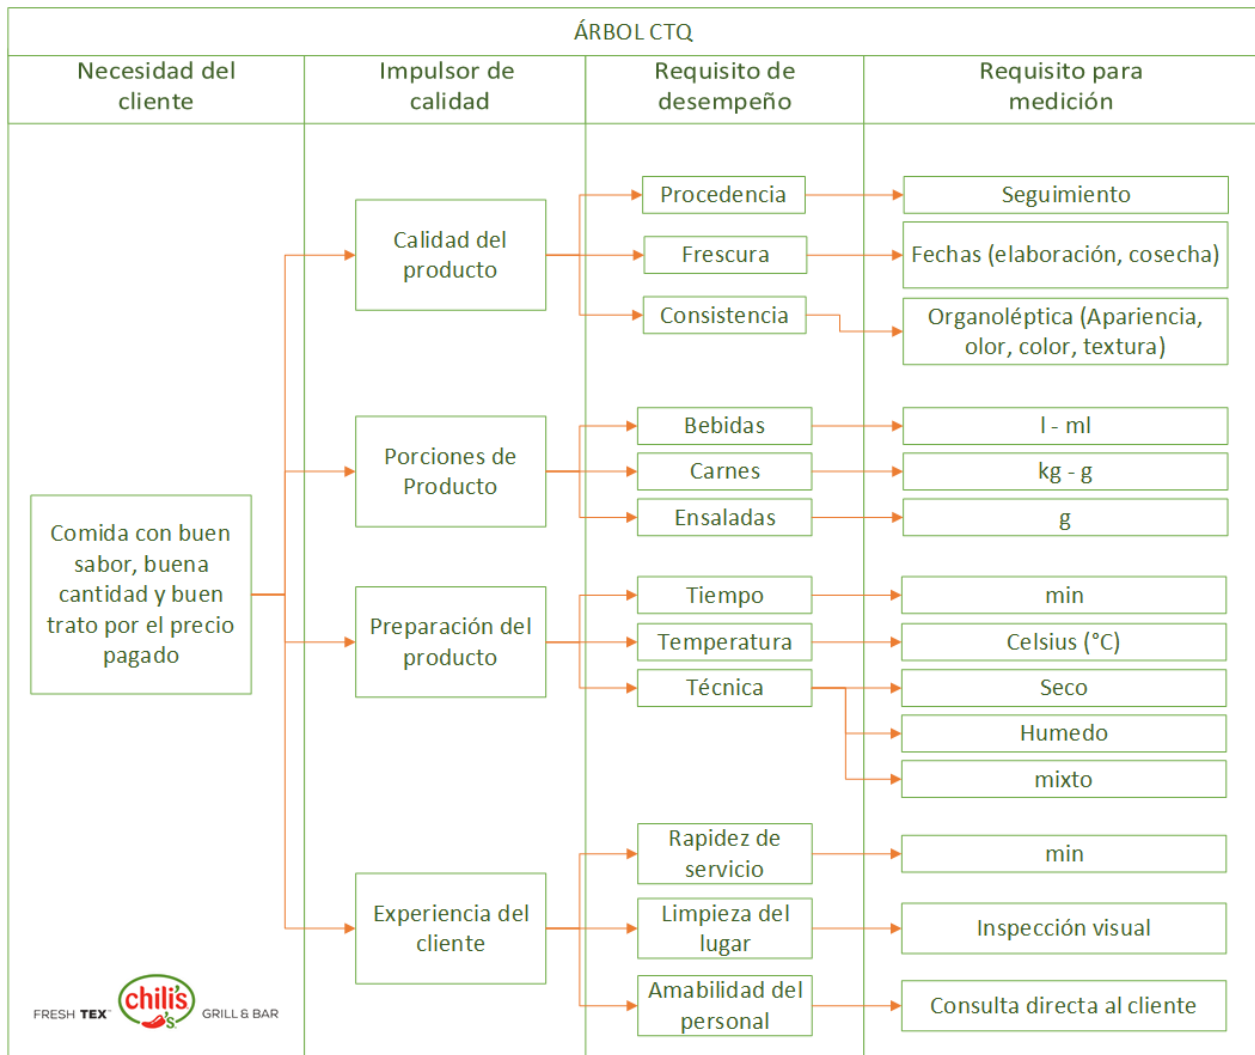 ÁRBOL CTQ
Necesidad del
cliente
Impulsor de
calidad
Requisito de
desempeño
Requisito para
medición
Comida con buen
sabor, buena
cantidad y buen
trato por el precio
pagado
Calidad del
producto
Procedencia
Seguimiento
Frescura
Fechas (elaboración, cosecha)
Consistencia
Organoléptica (Apariencia,
olor, color, textura)
Porciones de
Producto
Bebidas
l - ml
Carnes
kg - g
Ensaladas
g
Preparación del
producto
Tiempo
min
Temperatura
Celsius (°C)
Técnica
Seco
Humedo
mixto
Experiencia del
cliente
Rapidez de
servicio
min
Limpieza del
lugar
Inspección visual
Amabilidad del
personal
Consulta directa al cliente
FRESH TEX™ chili's 's. GRILL & BAR